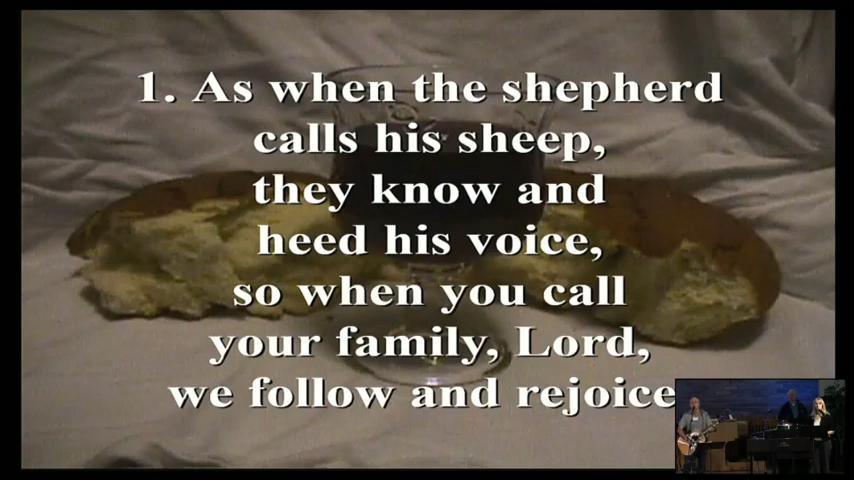 1. As when the shepherd
calls his sheep,
they know and
heed his voice,
so when you call
your family, Lord,
we follow and rejoice